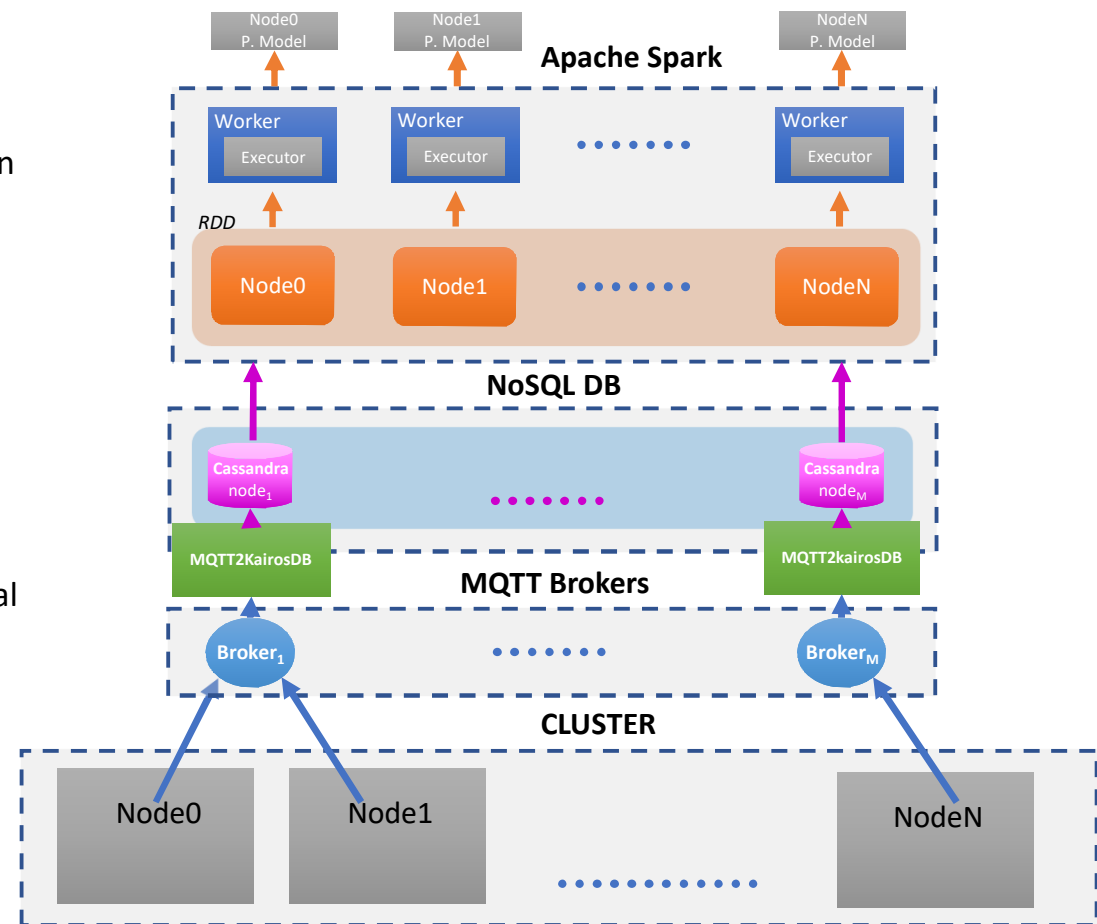 Node0
P. Model
Node1
P. Model
NodeN
P. Model
Apache Spark
Worker
Executor
Worker
Executor
Worker
Executor
n
RDD
Node0
Node1
NodeN
NoSQL DB
Cassandra
node1
Cassandra
nodeM
MQTT2KairosDB
MQTT2kairosDB
MQTT Brokers
al
Broker1
BrokerM
CLUSTER
Node0
Node1
NodeN